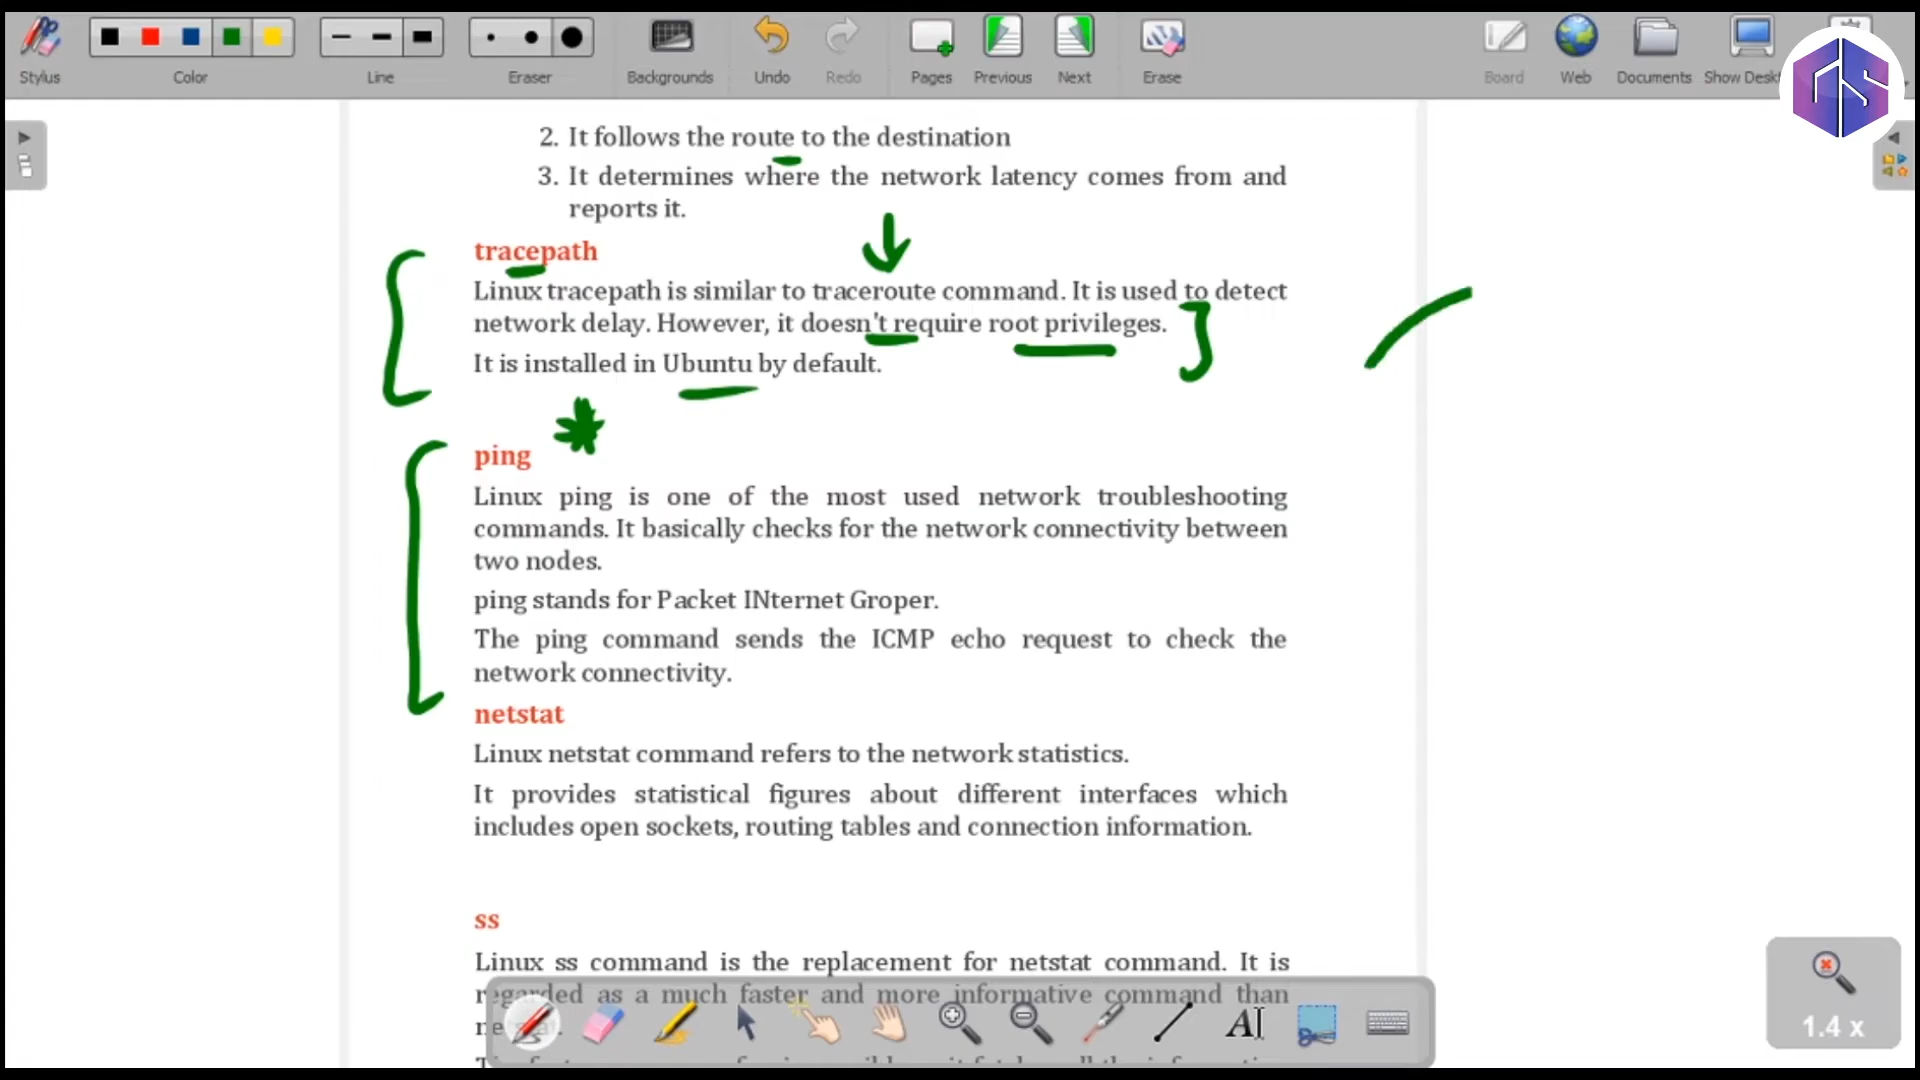 Stylus
Color
Line
Eraser
Backgrounds
Undo
Redo
Pages
Previous
Next
Erase
Board
Web
Documents
Show Deskt
2. It follows the route to the destination
3. It determines where the network latency comes from and
reports it.
tracepath
Linux tracepath is similar to traceroute command. It is used to detect
network delay. However, it doesn't require root privileges.
It is installed in Ubuntu by default.
ping
Linux ping is one of the most used network troubleshooting
commands. It basically checks for the network connectivity between
two nodes.
ping stands for Packet INternet Groper.
The ping command sends the ICMP echo request to check the
network connectivity.
netstat
Linux netstat command refers to the network statistics.
It provides statistical figures about different interfaces which
includes open sockets, routing tables and connection information.
ss
Linux ss command is the replacement for netstat command. It is
regarded as a much faster and more informative command than
1.4 x